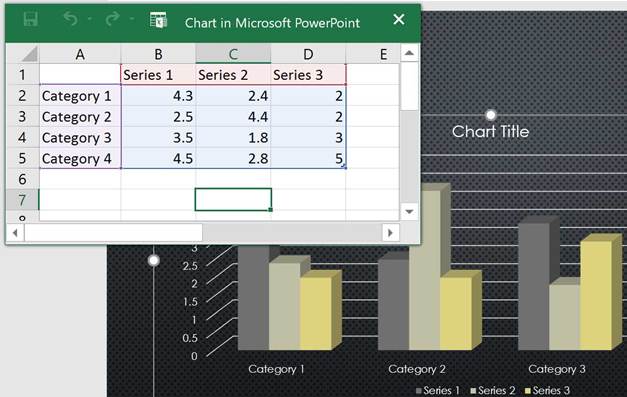 Chart in Microsoft PowerPoint
A B C D E
1 Series 1 Series 2 Series 3
2 Category 1 4.3 2.4 2
3 Category 2 2.5 4.4 2
4 Category 3 3.5 1.8 3
5 Category 4 4.5 2.8 5
6
7
Chart Title
3
2.5
2
1.5
1
0.5
0
Category 1 Category 2 Category 3
Series 1 Series 2 Series 3